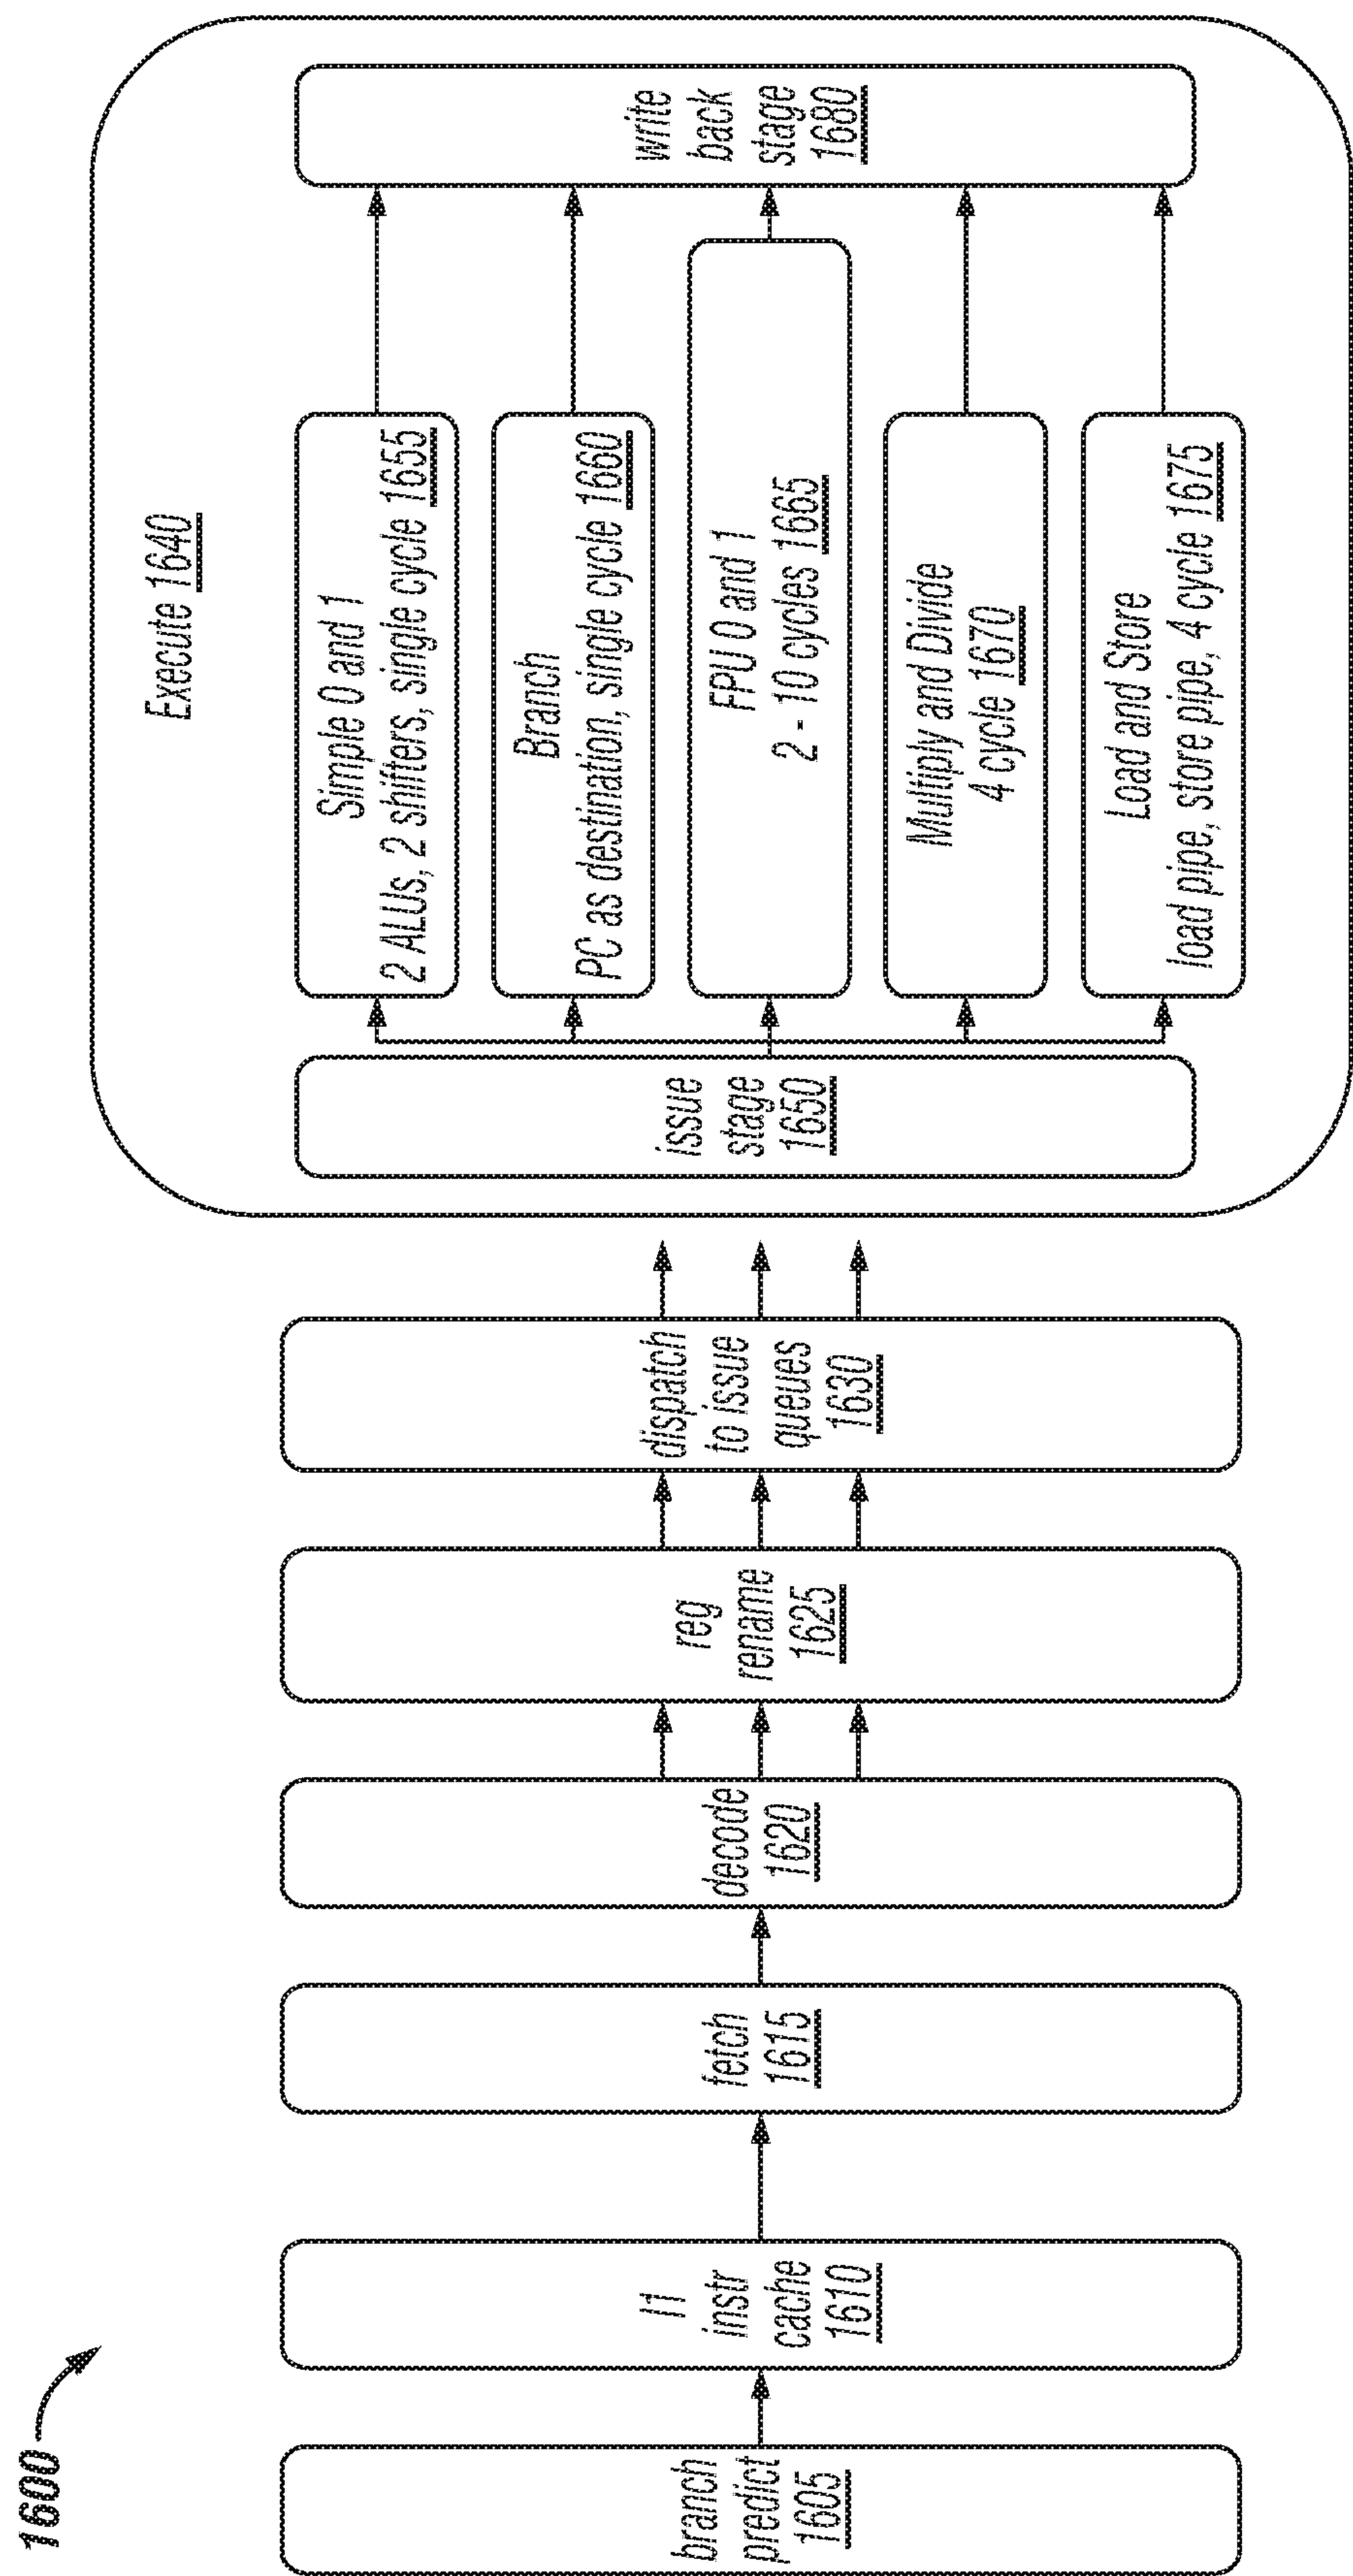 1600
branch
predict
1605
I1
instr
cache
1610
fetch
1615
decode
1620
reg
rename
1625
dispatch
to issue
queues
1630
Execute 1640
issue
stage
1650
Simple 0 and 1
2 ALUs, 2 shifters, single cycle 1655
Branch
PC as destination, single cycle 1660
FPU 0 and 1
2 - 10 cycles 1665
Multiply and Divide
4 cycle 1670
Load and Store
load pipe, store pipe, 4 cycle 1675
write
back
stage
1680